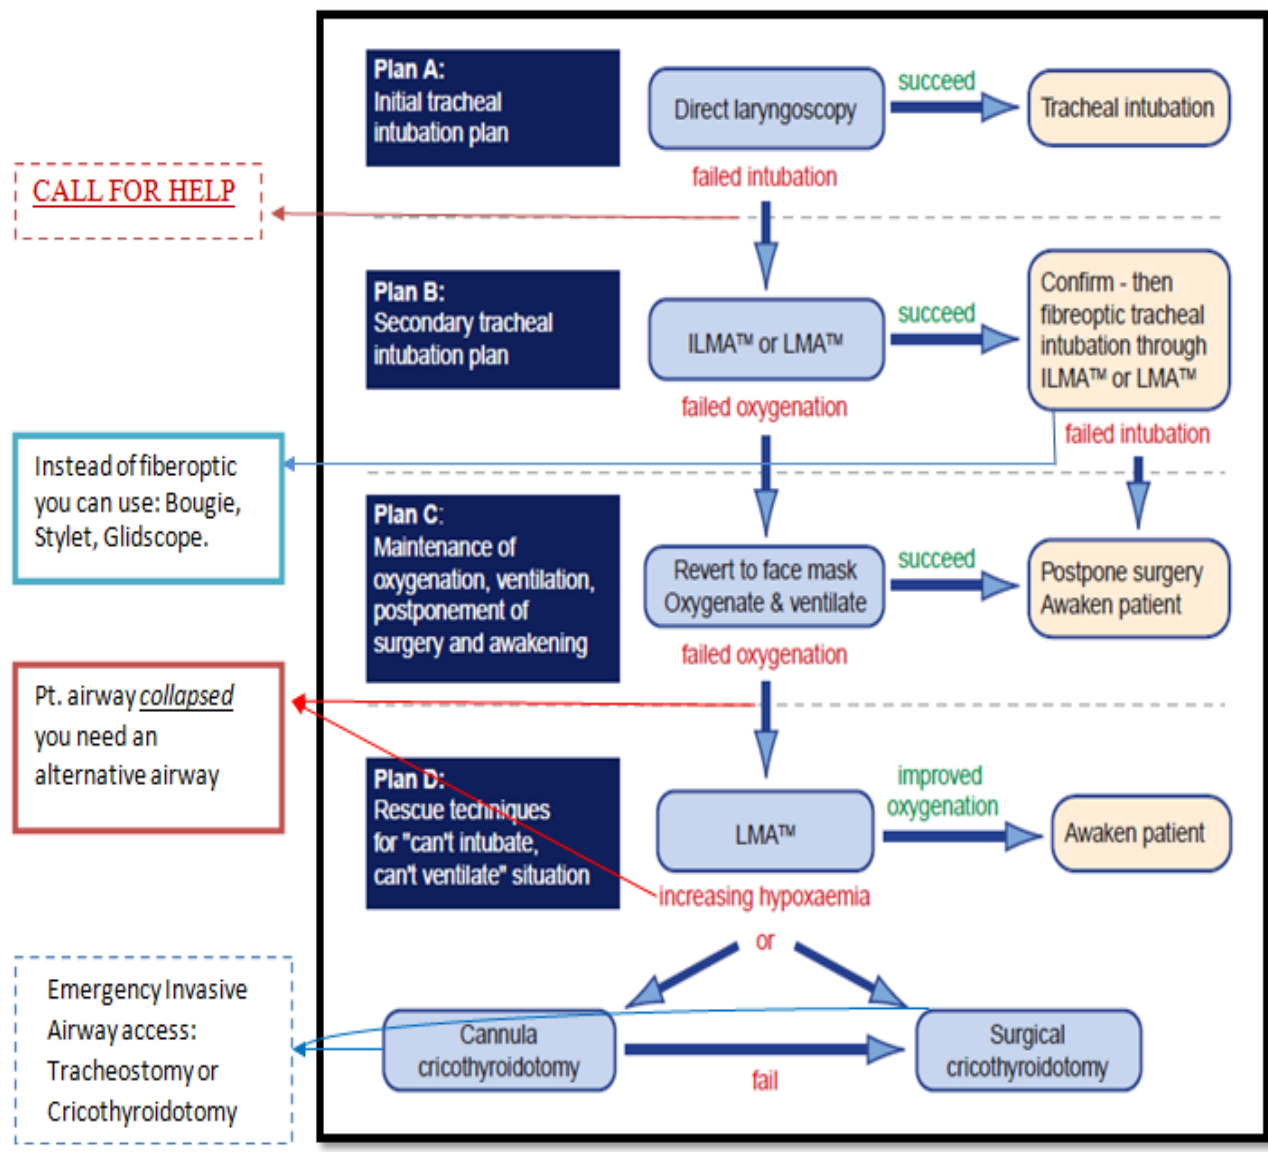 Plan A:
Initial tracheal
intubation plan
Direct laryngoscopy
succeed
Tracheal intubation
failed intubation
CALL FOR HELP
Plan B:
Secondary tracheal
intubation plan
ILMA™ or LMA™
succeed
Confirm - then
fibreoptic tracheal
intubation through
ILMA™ or LMA™
failed oxygenation
failed intubation
Instead of fiberoptic
you can use: Bougie,
Stylet, Glidscope.
Plan C:
Maintenance of
oxygenation, ventilation,
postponement of
surgery and awakening
Revert to face mask
Oxygenate & ventilate
succeed
Postpone surgery
Awaken patient
failed oxygenation
Pt. airway collapsed
you need an
alternative airway
Plan D:
Rescue techniques
for "can't intubate,
can't ventilate" situation
LMA™
improved
oxygenation
Awaken patient
increasing hypoxaemia
or
Emergency Invasive
Airway access:
Tracheostomy or
Cricothyroidotomy
Cannula
cricothyroidotomy
fail
Surgical
cricothyroidotomy